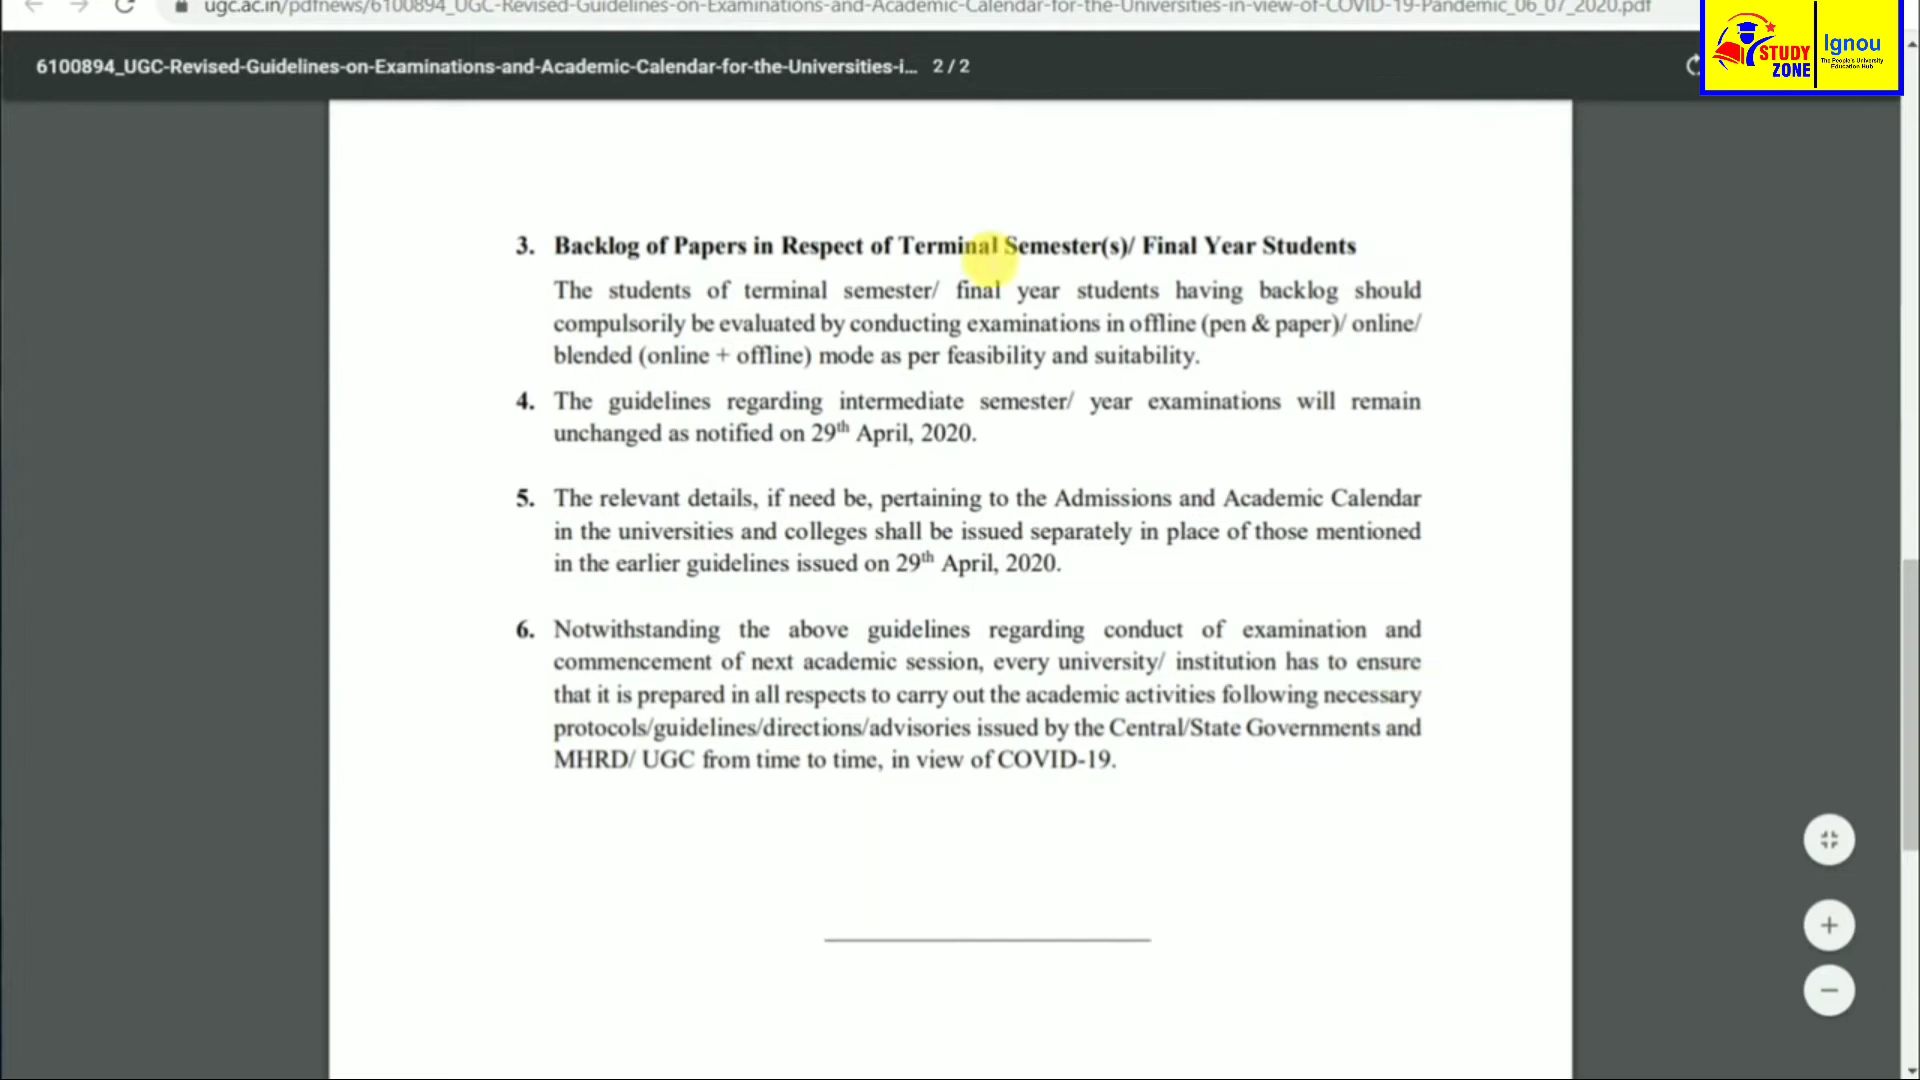 ugc.ac.in/pdfnews/6100894_UGC-Revised-Guidelines-on-Examinations-and-Academic-Calendar-for-the-Universities-in-view-of-COVID-19-Pandemic_06_07_2020.pdf
6100894_UGC-Revised-Guidelines-on-Examinations-and-Academic-Calendar-for-the-Universities-i... 2 / 2
STUDY
ZONE
Ignou
The People's University
Education Hub
3. Backlog of Papers in Respect of Terminal Semester(s)/ Final Year Students
The students of terminal semester/ final year students having backlog should
compulsorily be evaluated by conducting examinations in offline (pen & paper)/ online/
blended (online + offline) mode as per feasibility and suitability.
4. The guidelines regarding intermediate semester/ year examinations will remain
unchanged as notified on 29th April, 2020.
5. The relevant details, if need be, pertaining to the Admissions and Academic Calendar
in the universities and colleges shall be issued separately in place of those mentioned
in the earlier guidelines issued on 29th April, 2020.
6. Notwithstanding the above guidelines regarding conduct of examination and
commencement of next academic session, every university/ institution has to ensure
that it is prepared in all respects to carry out the academic activities following necessary
protocols/guidelines/directions/advisories issued by the Central/State Governments and
MHRD/ UGC from time to time, in view of COVID-19.